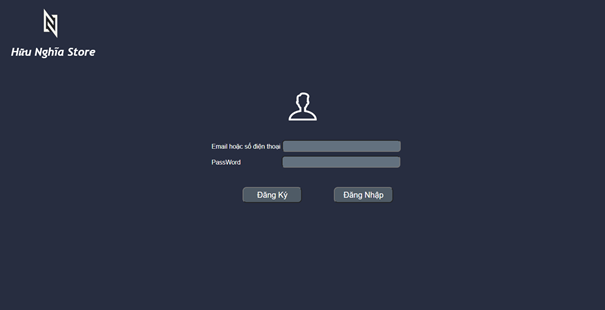 Hữu Nghĩa Store
Email hoặc số điện thoại
PassWord
Đăng Ký
Đăng Nhập